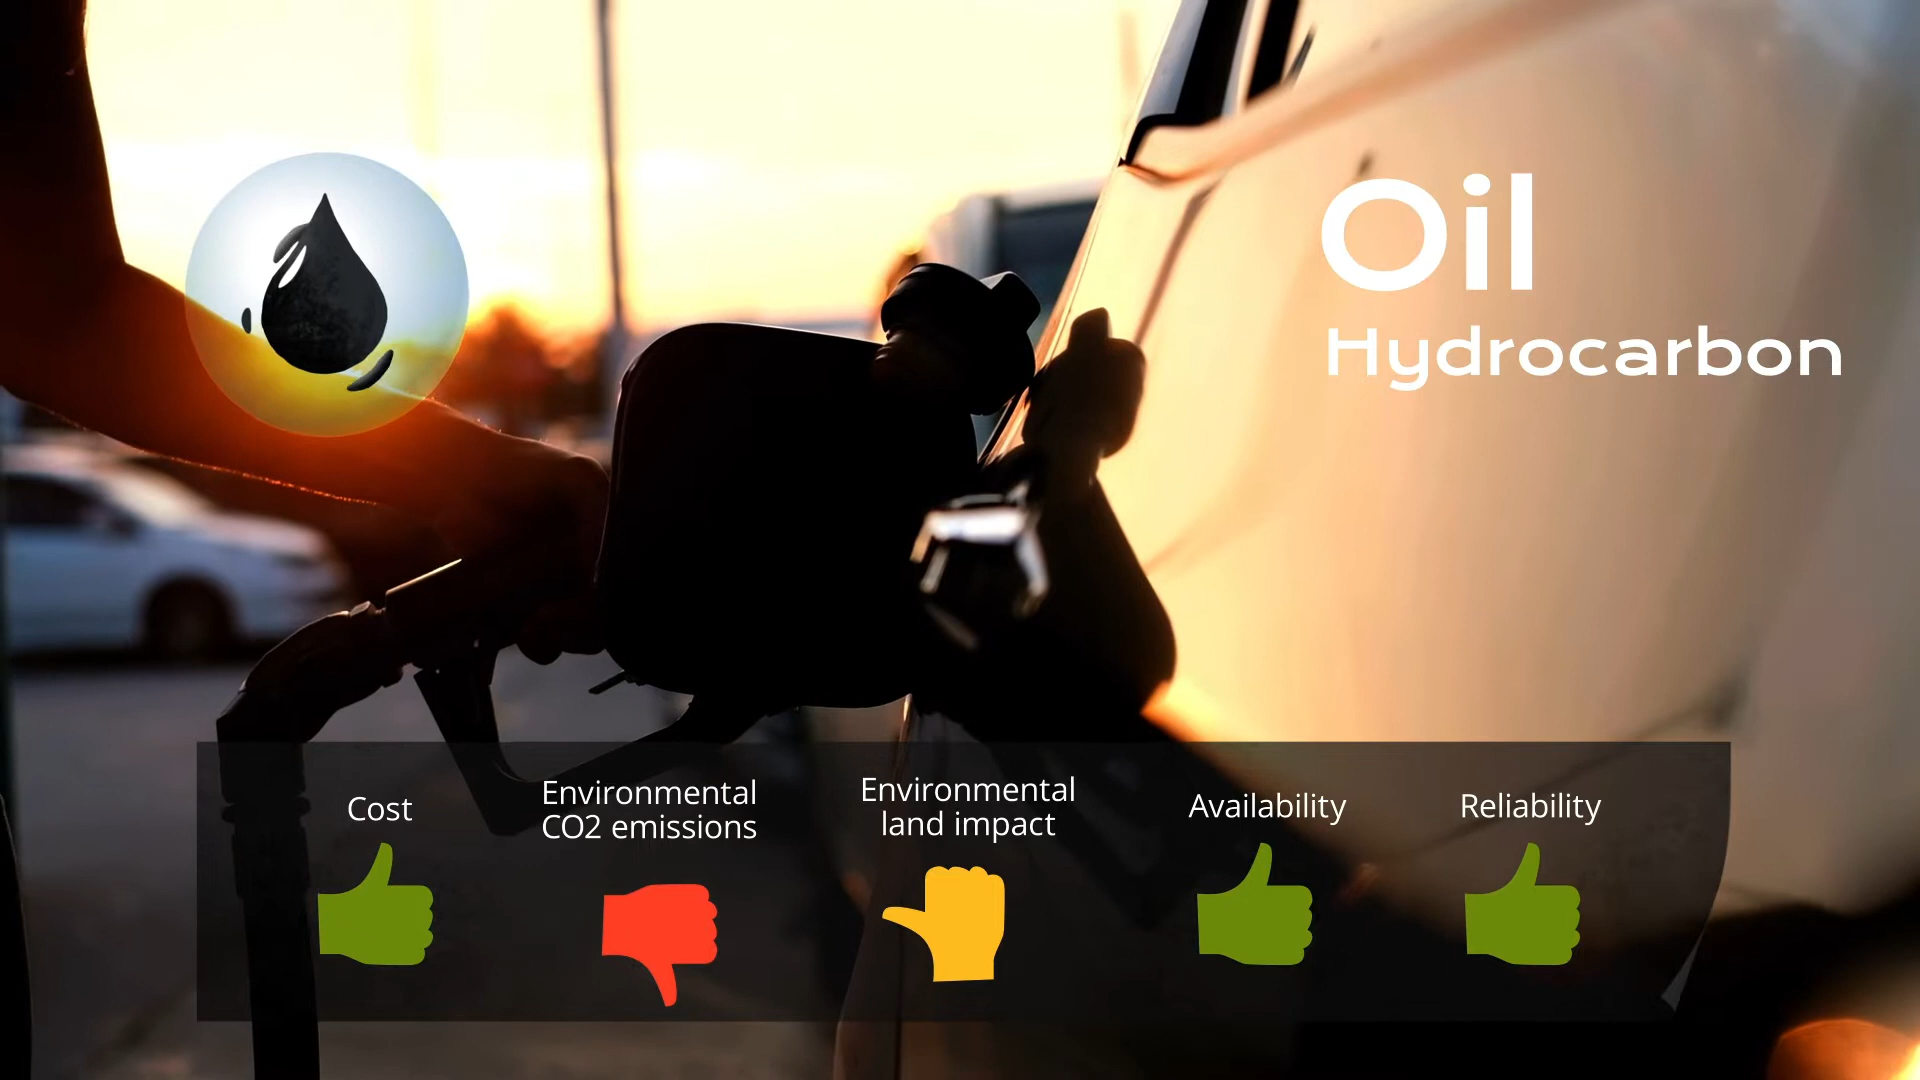 Oil
Hydrocarbon
Cost
Environmental
CO2 emissions
Environmental
land impact
Availability
Reliability